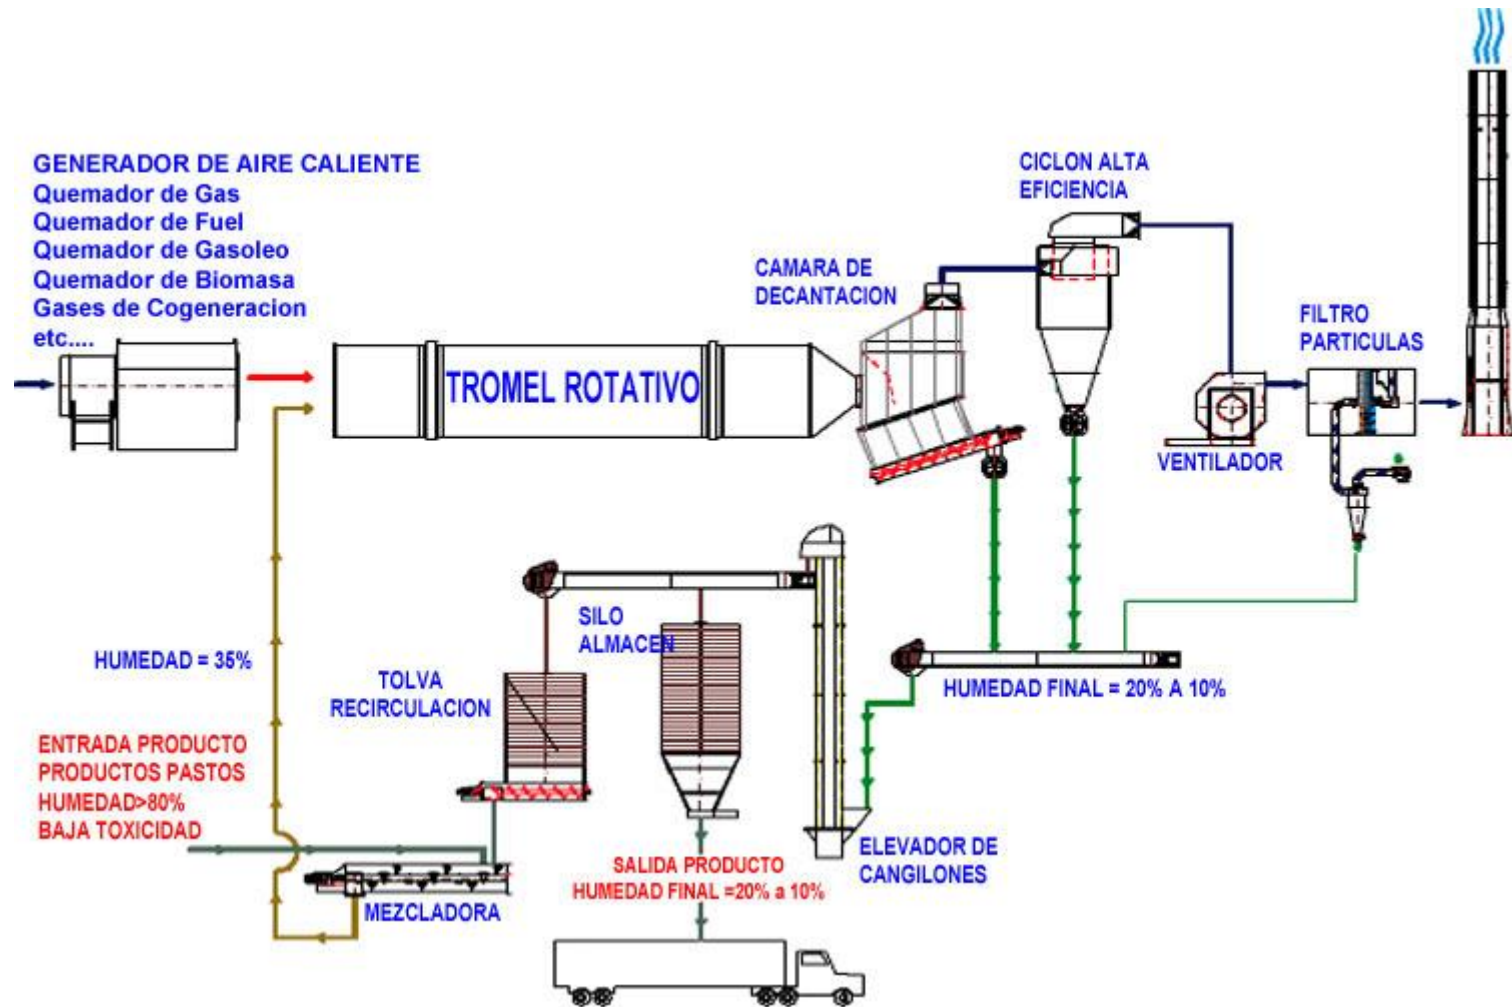 GENERADOR DE AIRE CALIENTE
Quemador de Gas
Quemador de Fuel
Quemador de Gasoleo
Quemador de Biomasa
Gases de Cogeneracion
etc....
TROMEL ROTATIVO
CAMARA DE
DECANTACION
CICLON ALTA
EFICIENCIA
VENTILADOR
FILTRO
PARTICULAS
HUMEDAD = 35%
ENTRADA PRODUCTO
PRODUCTOS PASTOS
HUMEDAD>80%
BAJA TOXICIDAD
MEZCLADORA
TOLVA
RECIRCULACION
SILO
ALMACEN
SALIDA PRODUCTO
HUMEDAD FINAL =20% a 10%
ELEVADOR DE
CANGILONES
HUMEDAD FINAL = 20% A 10%